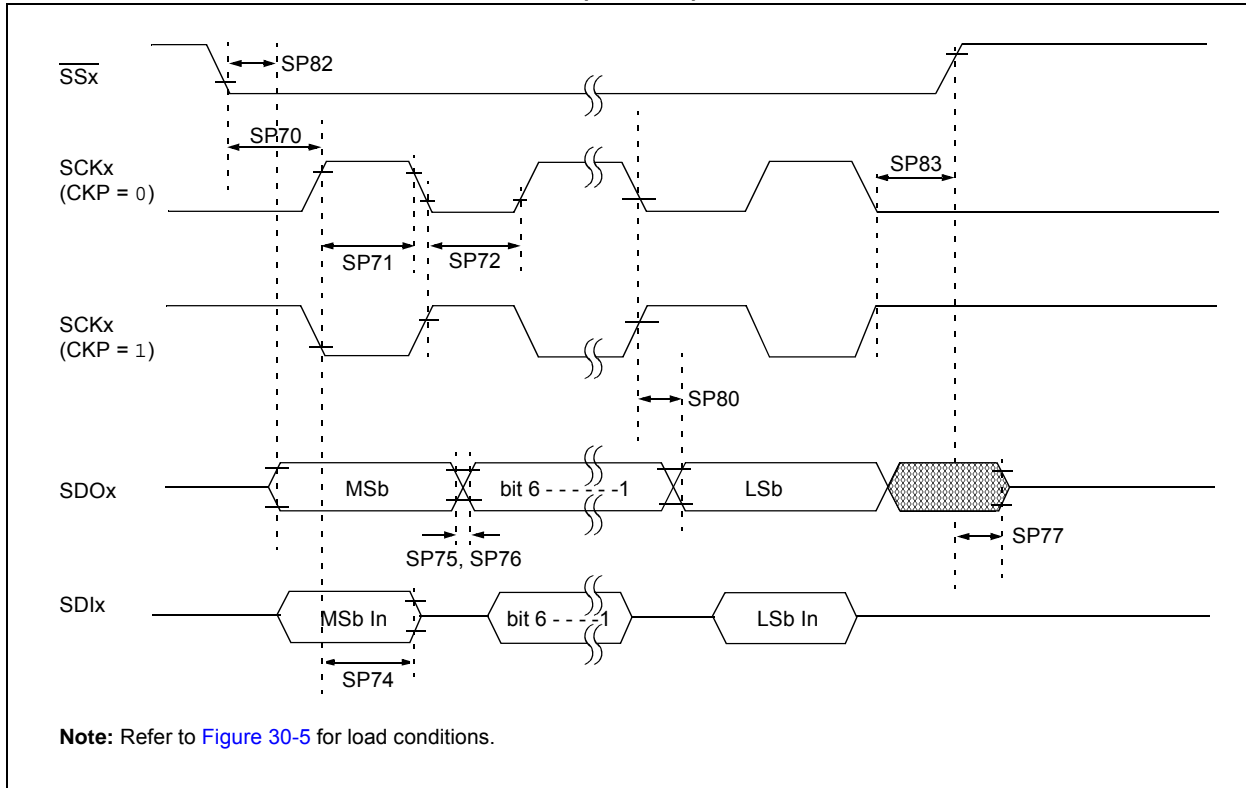 SSx
SP82
SP70
SCKx
(CKP = 0)
SP83
SP71
SP72
SCKx
(CKP = 1)
SP80
SDOx
MSb
bit 6 - - - - - -1
LSb
SP77
SP75, SP76
SDIx
MSb In
bit 6 - - - -1
LSb In
SP74
Note: Refer to Figure 30-5 for load conditions.